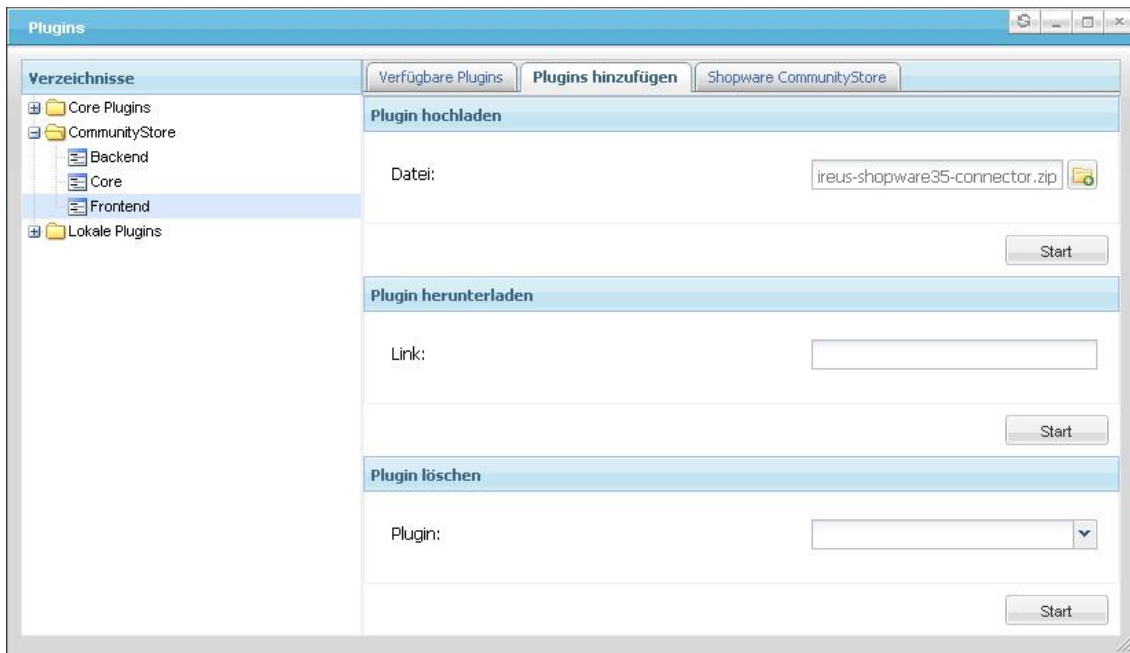 Plugins
Verzeichnisse
Core Plugins
CommunityStore
Backend
Core
Frontend
Lokale Plugins
Verfügbare Plugins
Plugins hinzufügen
Shopware CommunityStore
Plugin hochladen
Datei:
ireus-shopware35-connector.zip
Start
Plugin herunterladen
Link:
Start
Plugin löschen
Plugin:
Start